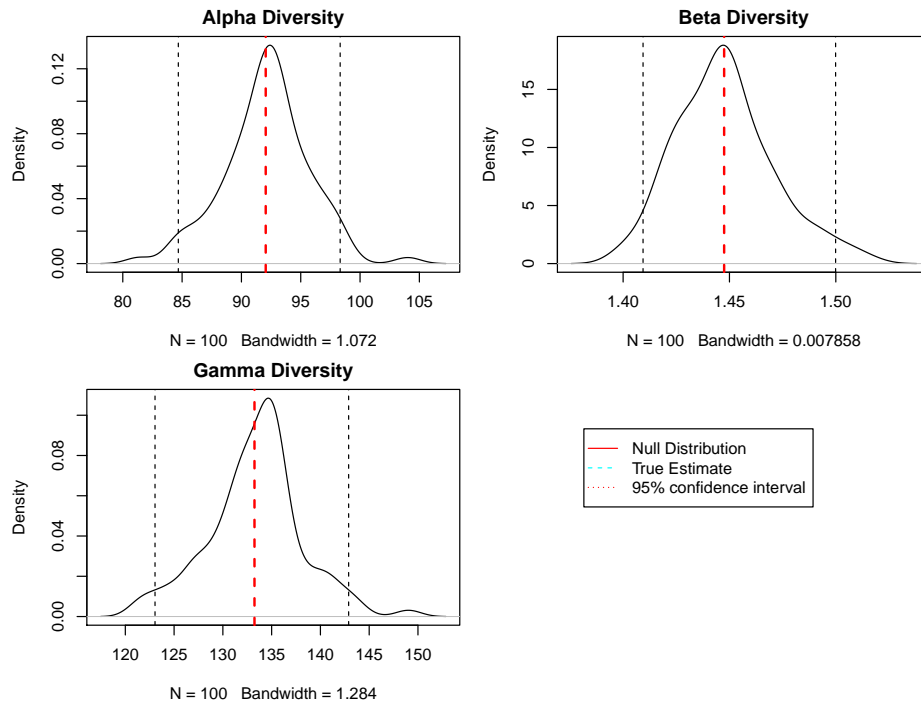 Alpha Diversity
Density
0.00 0.04 0.08 0.12
80 85 90 95 100 105
N = 100 Bandwidth = 1.072
Beta Diversity
Density
0 5 10 15
1.40 1.45 1.50
N = 100 Bandwidth = 0.007858
Gamma Diversity
Density
0.00 0.04 0.08
120 125 130 135 140 145 150
N = 100 Bandwidth = 1.284
Null Distribution
True Estimate
95% confidence interval